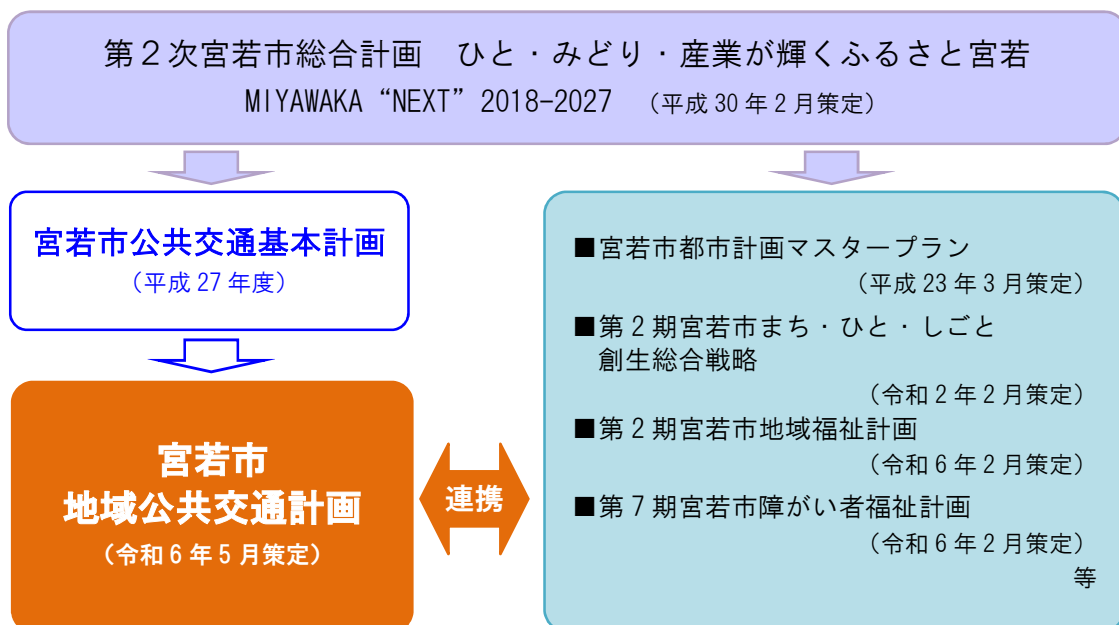 第２次宮若市総合計画　ひと・みどり・産業が輝くふるさと宮若
MIYAWAKA “NEXT” 2018-2027　（平成 30 年 2 月策定）
宮若市公共交通基本計画
（平成 27 年度）
宮若市
地域公共交通計画
（令和 6 年 5 月策定）
連携
■宮若市都市計画マスタープラン
（平成 23 年 3 月策定）
■第 2 期宮若市まち・ひと・しごと
創生総合戦略
（令和 2 年 2 月策定）
■第 2 期宮若市地域福祉計画
（令和 6 年 2 月策定）
■第 7 期宮若市障がい者福祉計画
（令和 6 年 2 月策定）
等